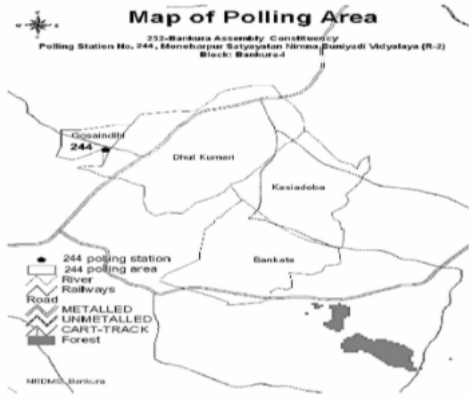 Map of Polling Area
252-Bankura Assembly Constituency
Polling Station No. 244, Monoharpur Satyayatan Nimna Buniyadi Vidyalaya (R-2)
Block: Bankura-I
Gosaindihi
244
Dhul Kumari
Kasiadoba
Bankata
244 polling station
244 polling area
River
Railways
Road
METALLED
UNMETALLED
CART-TRACK
Forest
NRDMS, Bankura